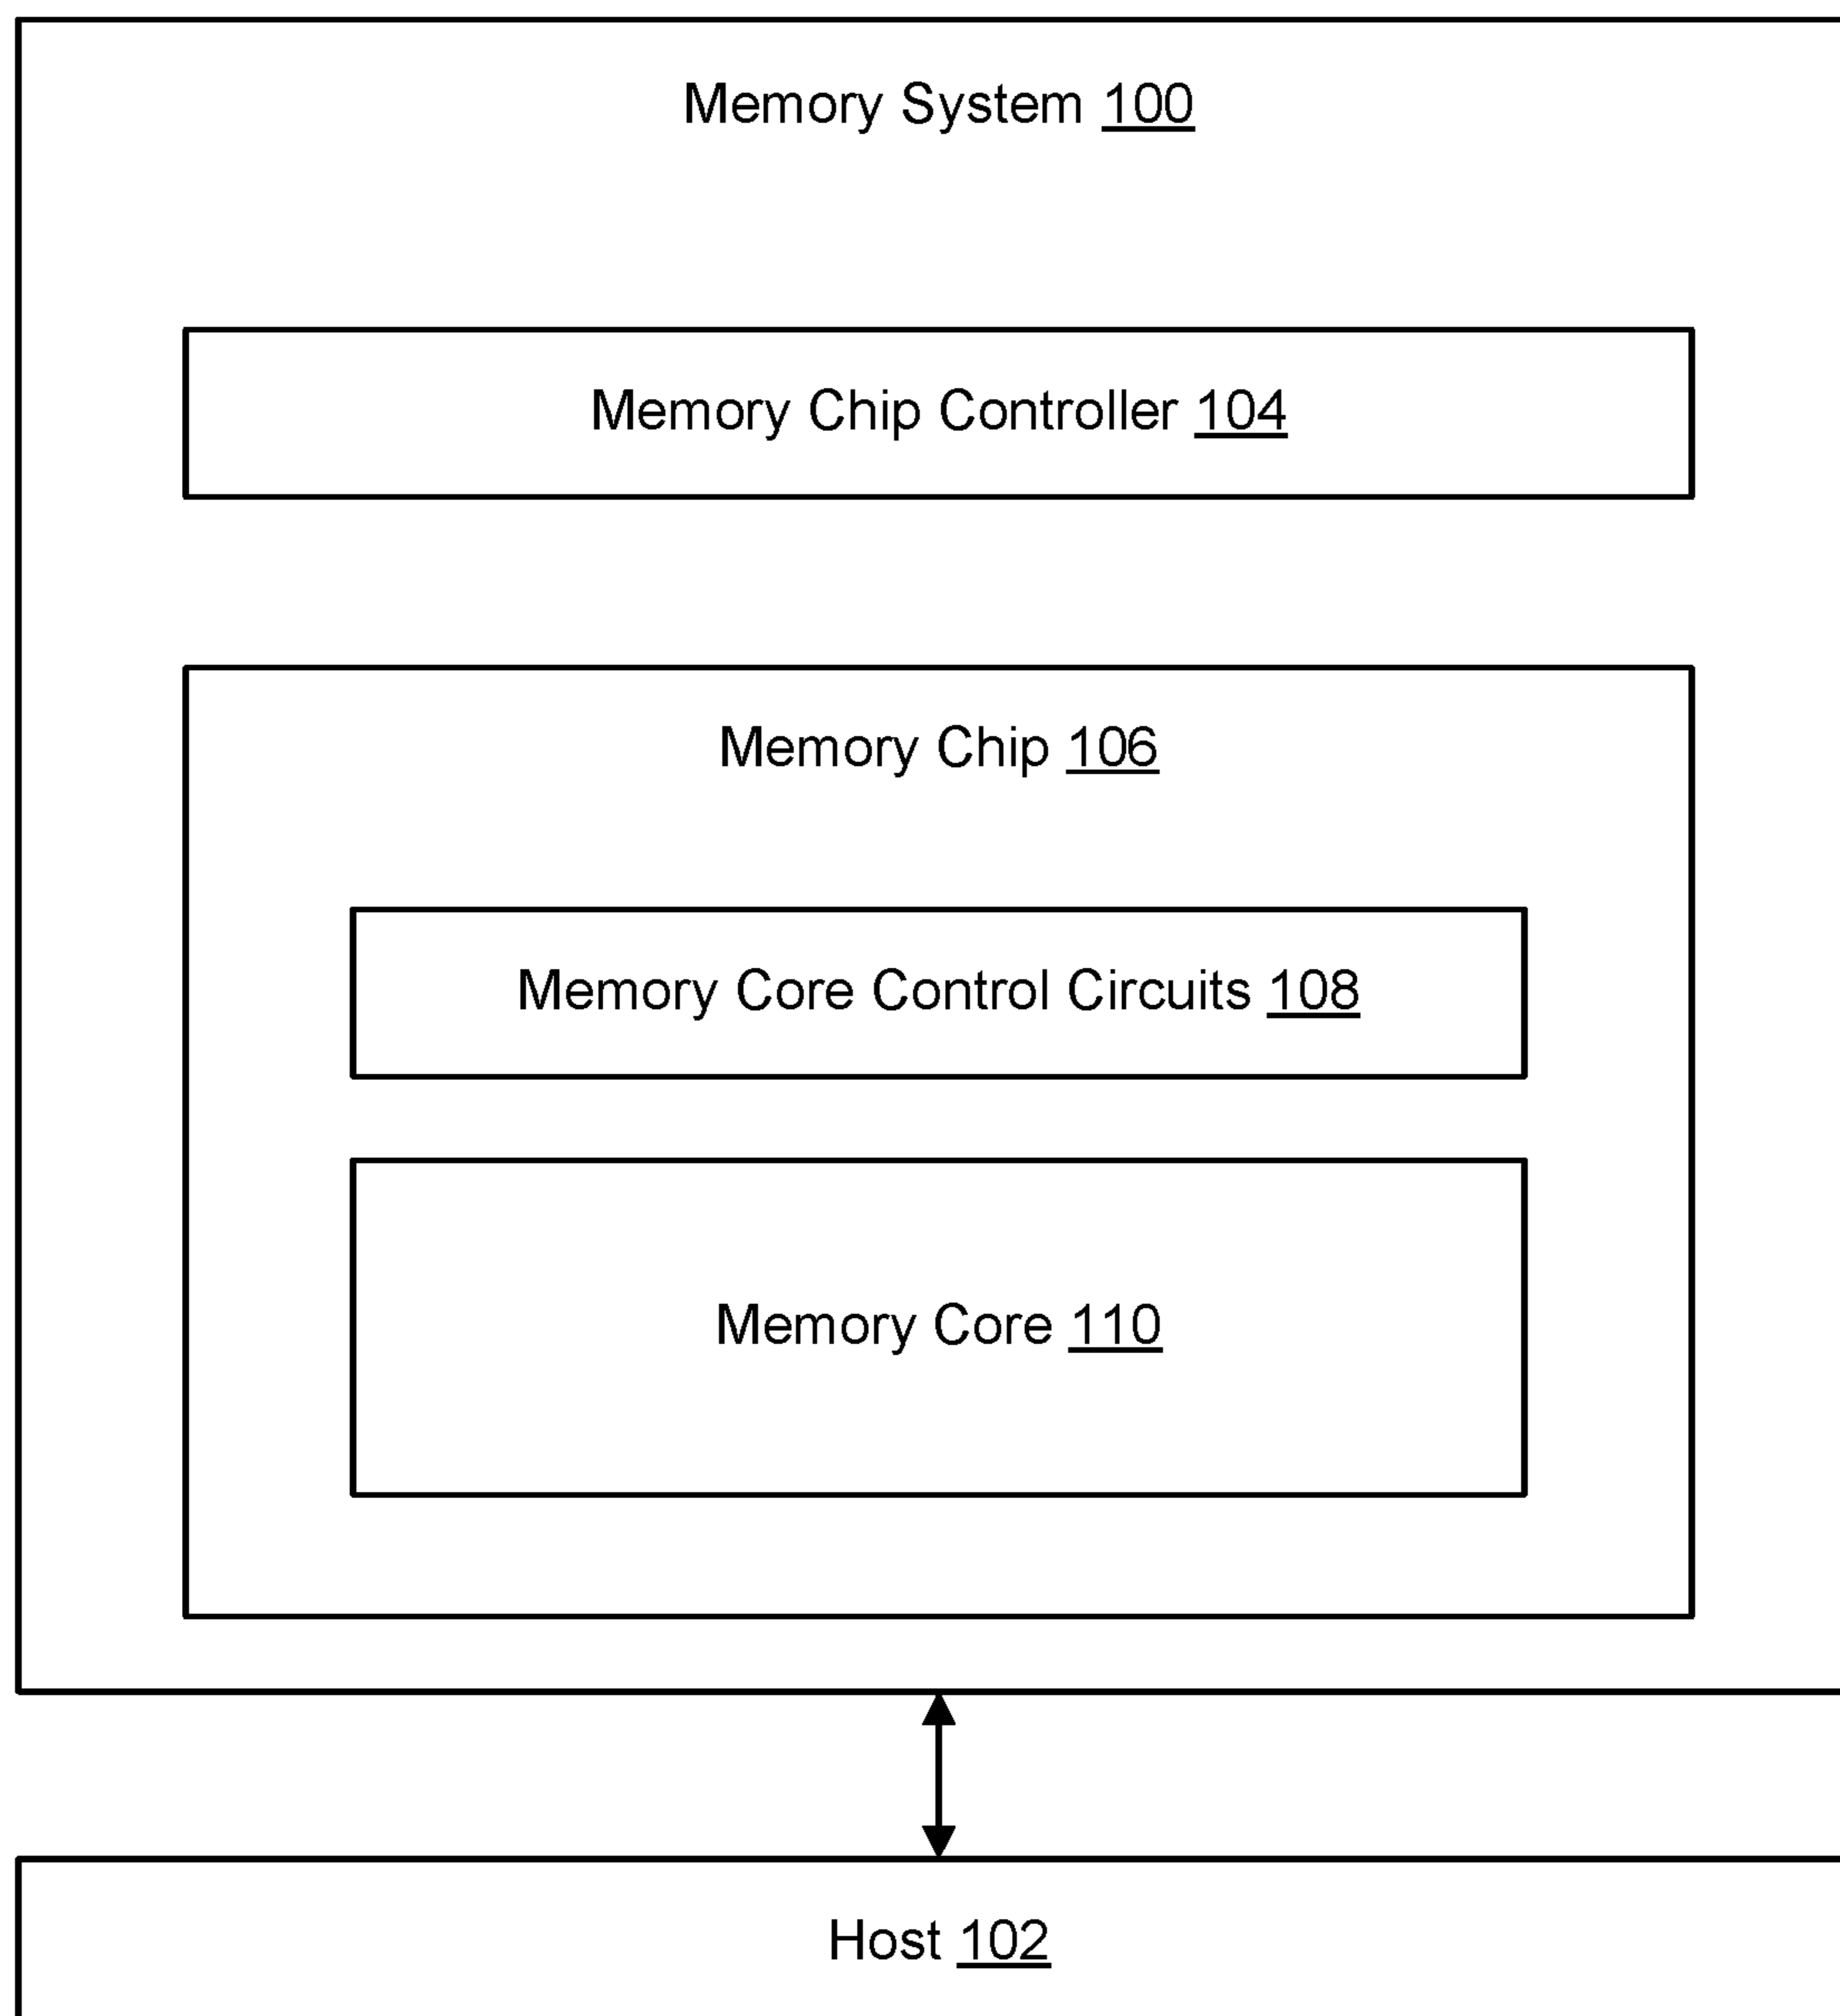 Memory System 100
Memory Chip Controller 104
Memory Chip 106
Memory Core Control Circuits 108
Memory Core 110
Host 102